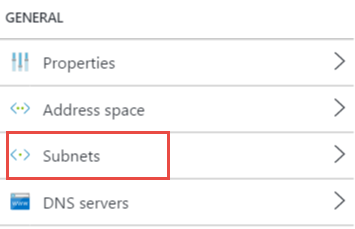 GENERAL
Properties
Address space
Subnets
DNS servers